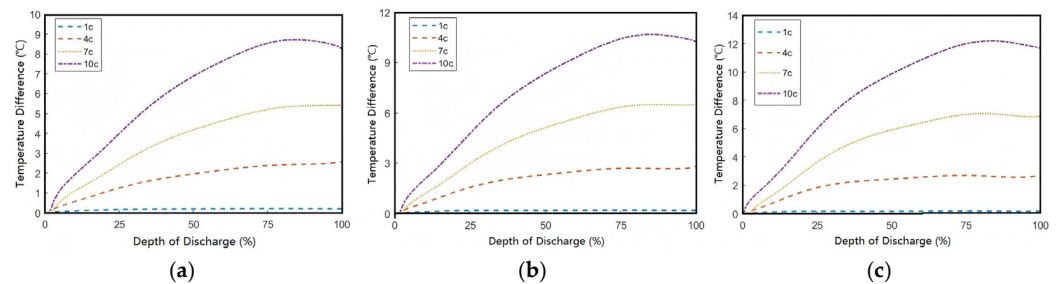 10
9
8
7
6
5
4
3
2
1
0
Temperature Difference (℃)
1c
4c
7c
10c
0
25
50
75
100
Depth of Discharge (%)
(a)
12
9
6
3
0
Temperature Difference (℃)
1c
4c
7c
10c
0
25
50
75
100
Depth of Discharge (%)
(b)
14
12
10
8
6
4
2
0
Temperature Difference (℃)
1c
4c
7c
10c
0
25
50
75
100
Depth of Discharge (%)
(c)